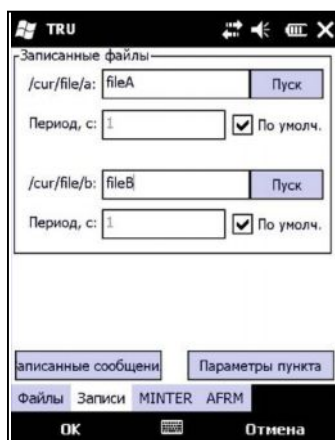 TRU
Записанные файлы
/cur/file/a: fileA Пуск
Период, с: 1 По умолч.
/cur/file/b: fileB Пуск
Период, с: 1 По умолч.
аписанные сообщени Параметры пункта
Файлы Записи MINTER AFRM
OK Отмена